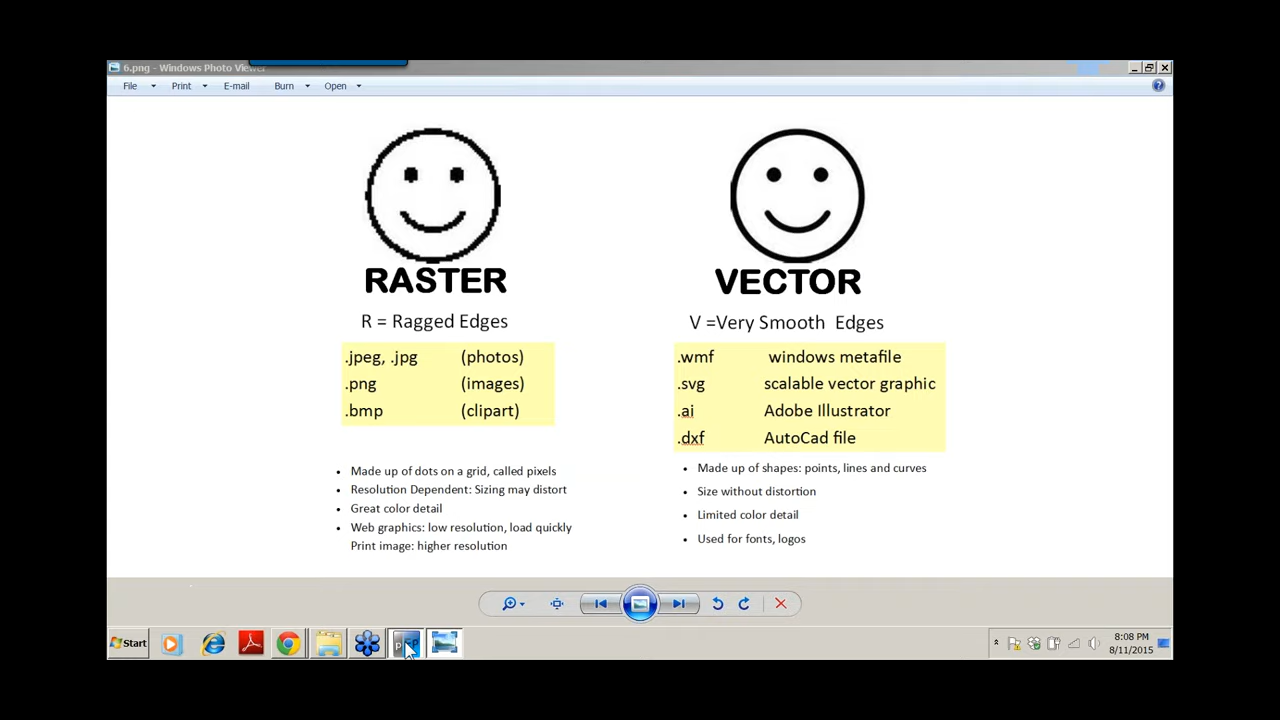 6.png - Windows Photo Viewer
File Print E-mail Burn Open
RASTER
R = Ragged Edges
.jpeg, .jpg (photos)
.png (images)
.bmp (clipart)
• Made up of dots on a grid, called pixels
• Resolution Dependent: Sizing may distort
• Great color detail
• Web graphics: low resolution, load quickly
Print image: higher resolution
VECTOR
V =Very Smooth Edges
.wmf windows metafile
.svg scalable vector graphic
.ai Adobe Illustrator
.dxf AutoCad file
• Made up of shapes: points, lines and curves
• Size without distortion
• Limited color detail
• Used for fonts, logos
Start
8:08 PM
8/11/2015